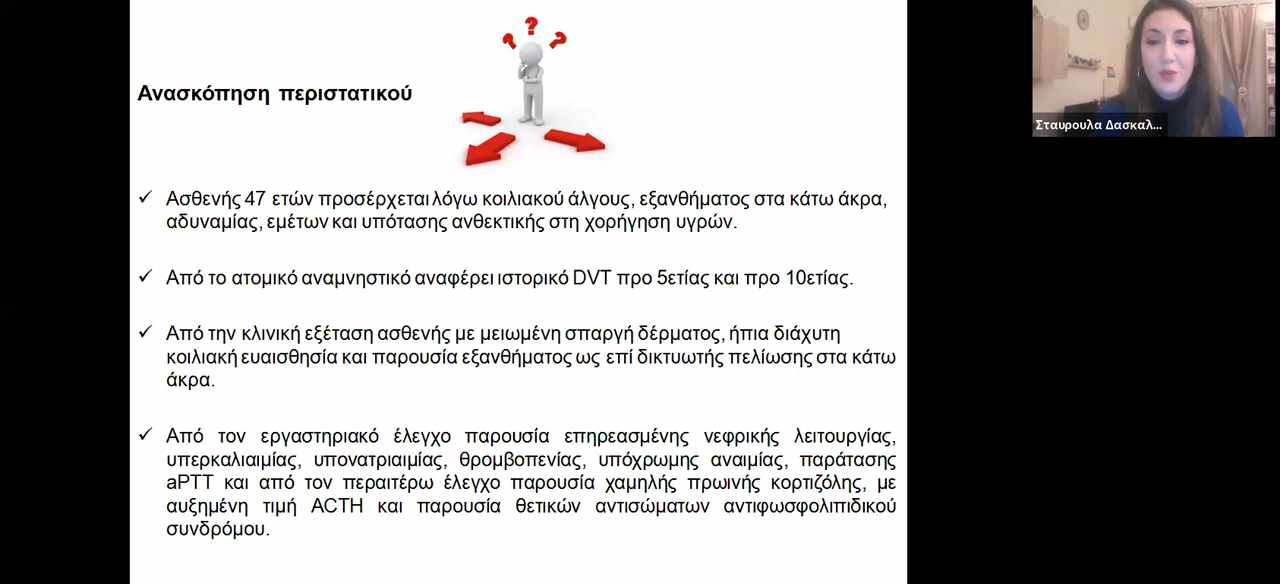 Ανασκόπηση περιστατικού
Σταυρουλα Δασκαλ...
✓ Ασθενής 47 ετών προσέρχεται λόγω κοιλιακού άλγους, εξανθήματος στα κάτω άκρα,
αδυναμίας, εμέτων και υπότασης ανθεκτικής στη χορήγηση υγρών.
✓ Από το ατομικό αναμνηστικό αναφέρει ιστορικό DVT προ 5ετίας και προ 10ετίας.
✓ Από την κλινική εξέταση ασθενής με μειωμένη σπαργή δέρματος, ήπια διάχυτη
κοιλιακή ευαισθησία και παρουσία εξανθήματος ως επί δικτυωτής πελίωσης στα κάτω
άκρα.
✓ Από τον εργαστηριακό έλεγχο παρουσία επηρεασμένης νεφρικής λειτουργίας,
υπερκαλιαιμίας, υπονατριαιμίας, θρομβοπενίας, υπόχρωμης αναιμίας, παράτασης
aPTT και από τον περαιτέρω έλεγχο παρουσία χαμηλής πρωινής κορτιζόλης, με
αυξημένη τιμή ACTH και παρουσία θετικών αντισώματων αντιφωσφολιπιδικού
συνδρόμου.